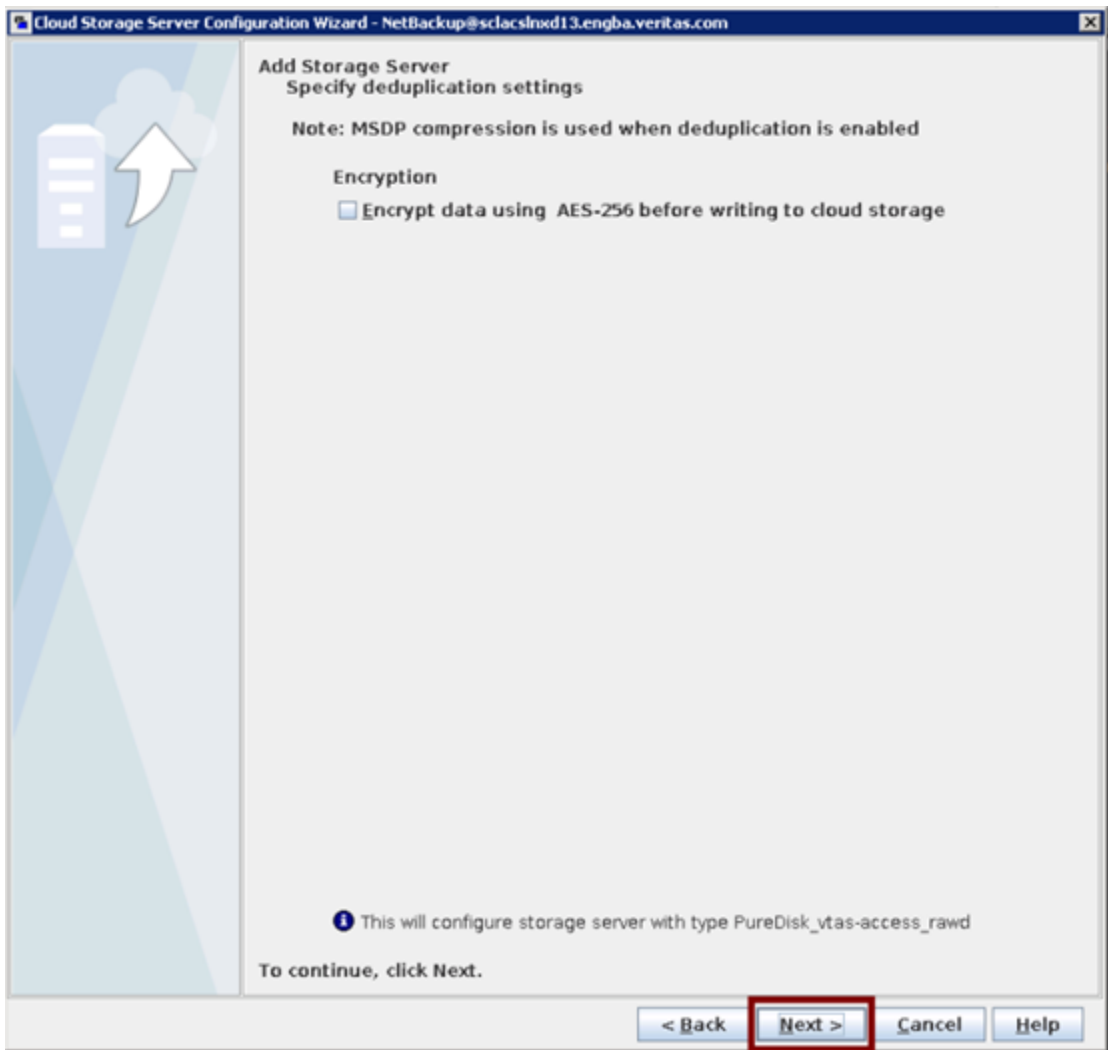 Cloud Storage Server Configuration Wizard - NetBackup@sclacslnxd13.engba.veritas.com
Add Storage Server
Specify deduplication settings
Note: MSDP compression is used when deduplication is enabled
Encryption
Encrypt data using AES-256 before writing to cloud storage
This will configure storage server with type PureDisk_vtas-access_rawd
To continue, click Next.
< Back Next > Cancel Help